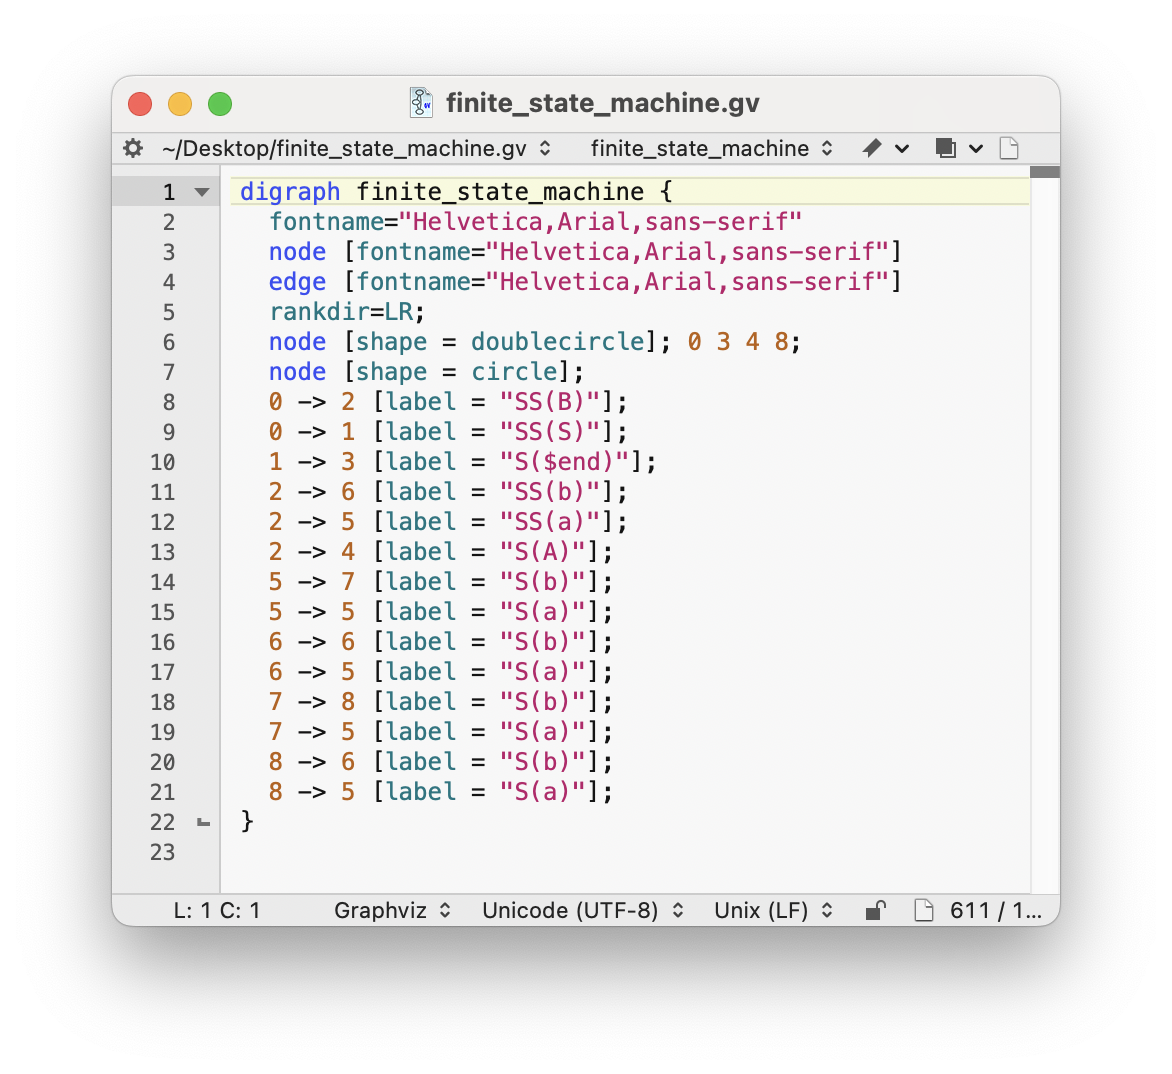 finite_state_machine.gv
~/Desktop/finite_state_machine.gv finite_state_machine
1 digraph finite_state_machine {
2 fontname="Helvetica,Arial,sans-serif"
3 node [fontname="Helvetica,Arial,sans-serif"]
4 edge [fontname="Helvetica,Arial,sans-serif"]
5 rankdir=LR;
6 node [shape = doublecircle]; 0 3 4 8;
7 node [shape = circle];
8 0 -> 2 [label = "SS(B)"];
9 0 -> 1 [label = "SS(S)"];
10 1 -> 3 [label = "S($end)"];
11 2 -> 6 [label = "SS(b)"];
12 2 -> 5 [label = "SS(a)"];
13 2 -> 4 [label = "S(A)"];
14 5 -> 7 [label = "S(b)"];
15 5 -> 5 [label = "S(a)"];
16 6 -> 6 [label = "S(b)"];
17 6 -> 5 [label = "S(a)"];
18 7 -> 8 [label = "S(b)"];
19 7 -> 5 [label = "S(a)"];
20 8 -> 6 [label = "S(b)"];
21 8 -> 5 [label = "S(a)"];
22 }
23
L: 1 C: 1 Graphviz Unicode (UTF-8) Unix (LF) 611 / 1...